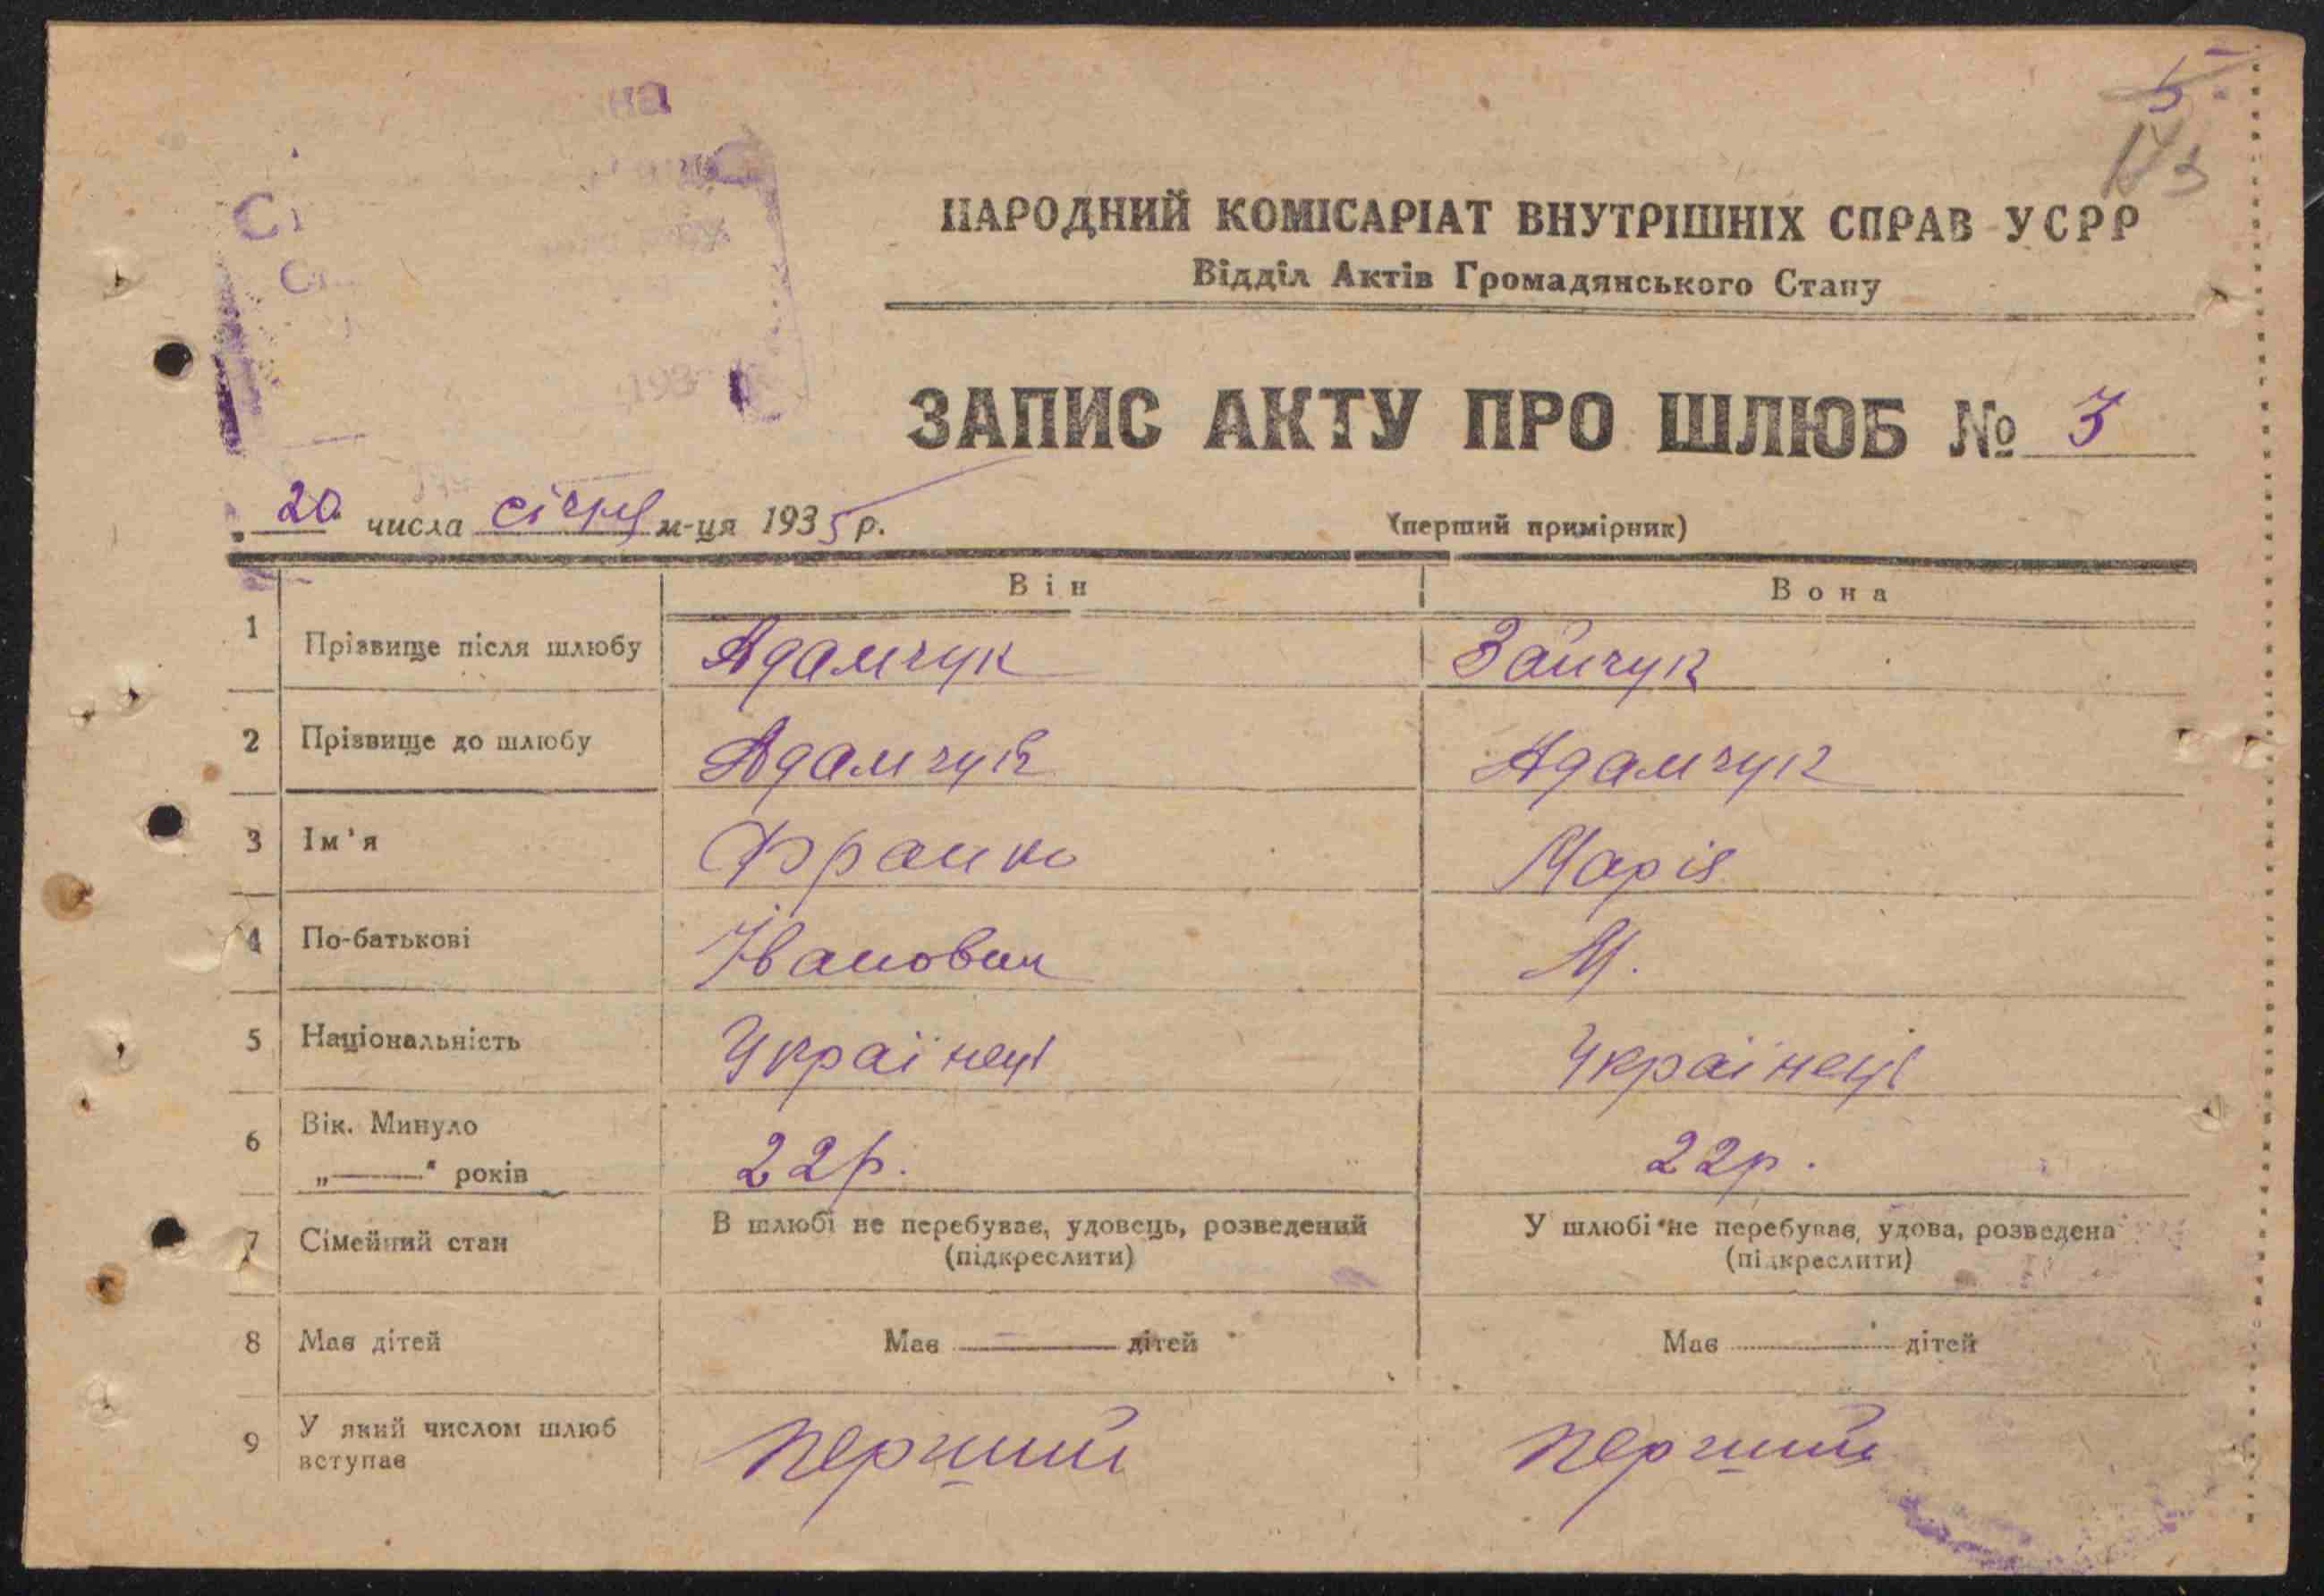 на
193
НАРОДНИЙ КОМІСАРІАТ ВНУТРІШНІХ СПРАВ УСРР
Відділ Актів Громадянського Стану
ЗАПИС АКТУ ПРО ШЛЮБ № 3
20 числа січня м-ця 1935 р.
(перший примірник)
Він Вона
1 Прізвище після шлюбу Адамчук Зайчук
2 Прізвище до шлюбу Адамчук Адамчук
3 Ім'я Франко Марія
4 По-батькові Іванович М.
5 Національність Українець Українець
6 Вік. Минуло
„———" років 22р. 22р.
7 Сімейний стан В шлюбі не перебуває, удовець, розведений У шлюбі не перебуває, удова, розведена
(підкреслити) (підкреслити)
8 Має дітей Має ——— дітей Має ——— дітей
9 У який числом шлюб
вступає Перший Перший